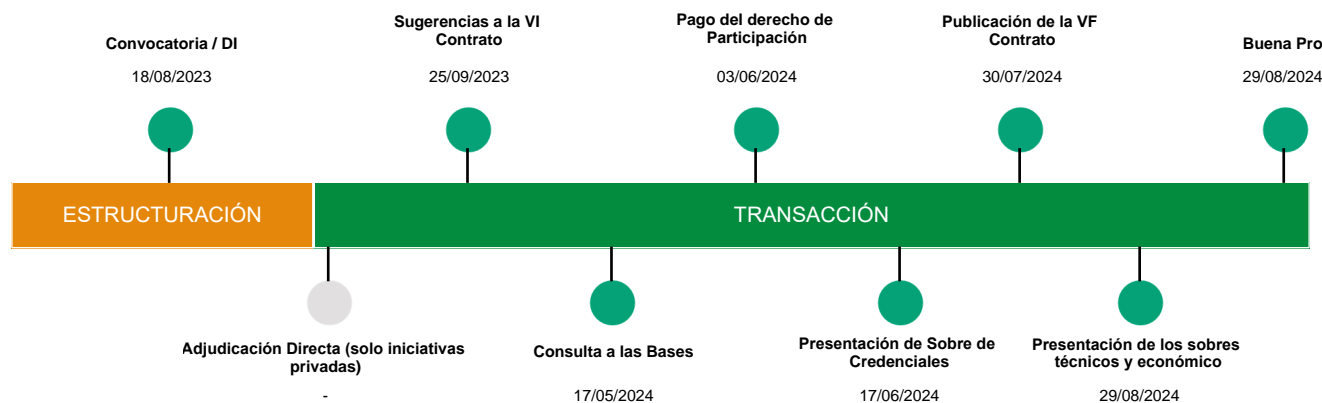 Convocatoria / DI
18/08/2023
Sugerencias a la VI
Contrato
25/09/2023
Pago del derecho de
Participación
03/06/2024
Publicación de la VF
Contrato
30/07/2024
Buena Pro
29/08/2024
ESTRUCTURACIÓN
TRANSACCIÓN
Adjudicación Directa (solo iniciativas
privadas)
-
Consulta a las Bases
17/05/2024
Presentación de Sobre de
Credenciales
17/06/2024
Presentación de los sobres
técnicos y económico
29/08/2024